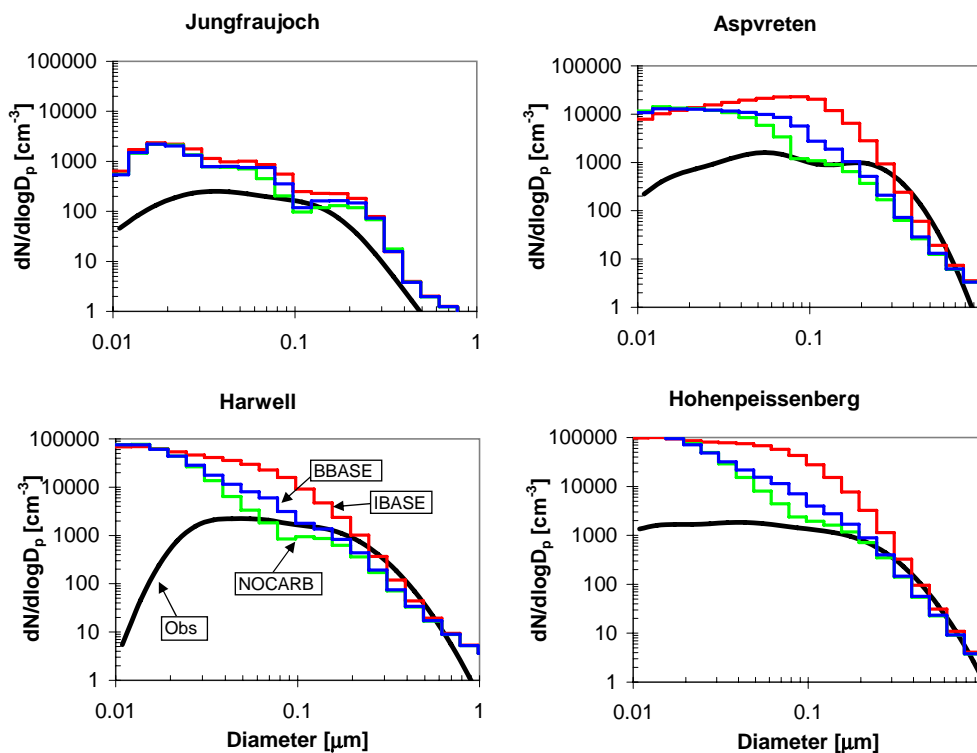 Jungfraujoch
dN/dlogDp [cm-3]
100000
10000
1000
100
10
1
0.01
0.1
1
Aspvreten
dN/dlogDp [cm-3]
100000
10000
1000
100
10
1
0.01
0.1
Harwell
dN/dlogDp [cm-3]
100000
10000
1000
100
10
1
BBASE
IBASE
NOCARB
Obs
0.01
0.1
1
Diameter [μm]
Hohenpeissenberg
dN/dlogDp [cm-3]
100000
10000
1000
100
10
1
0.01
0.1
Diameter [μm]